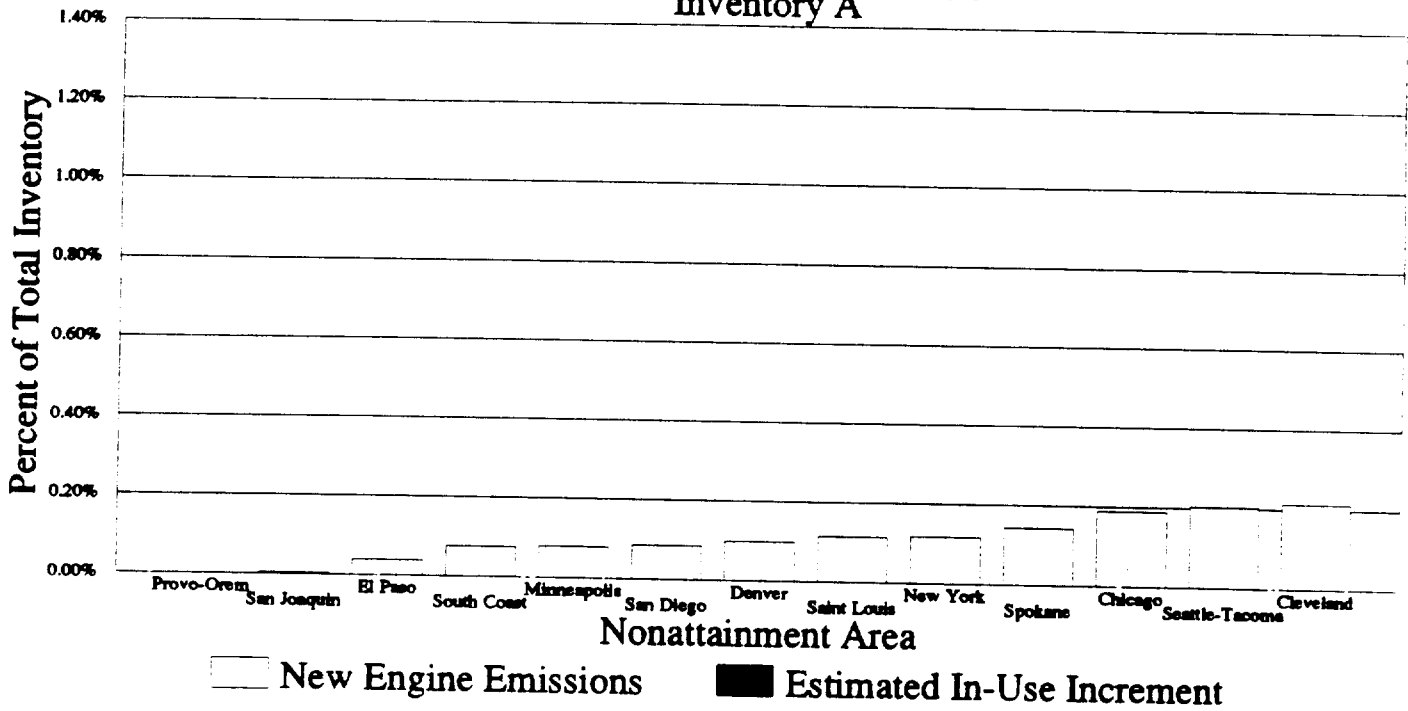 Inventory A
Percent of Total Inventory
1.40%
1.20%
1.00%
0.80%
0.60%
0.40%
0.20%
0.00%
Provo-Orem
San Joaquin
El Paso
South Coast
Minneapolis
San Diego
Denver
Saint Louis
New York
Spokane
Chicago
Seattle-Tacoma
Cleveland
Nonattainment Area
New Engine Emissions
Estimated In-Use Increment